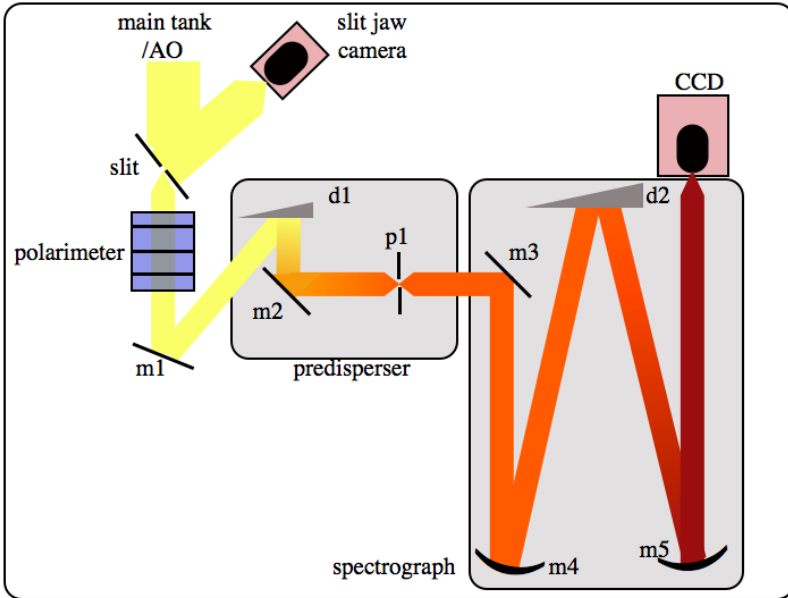 main tank
/AO
slit jaw
camera
CCD
slit
d1
d2
polarimeter
p1
m3
m2
m1
predisperser
m5
spectrograph
m4